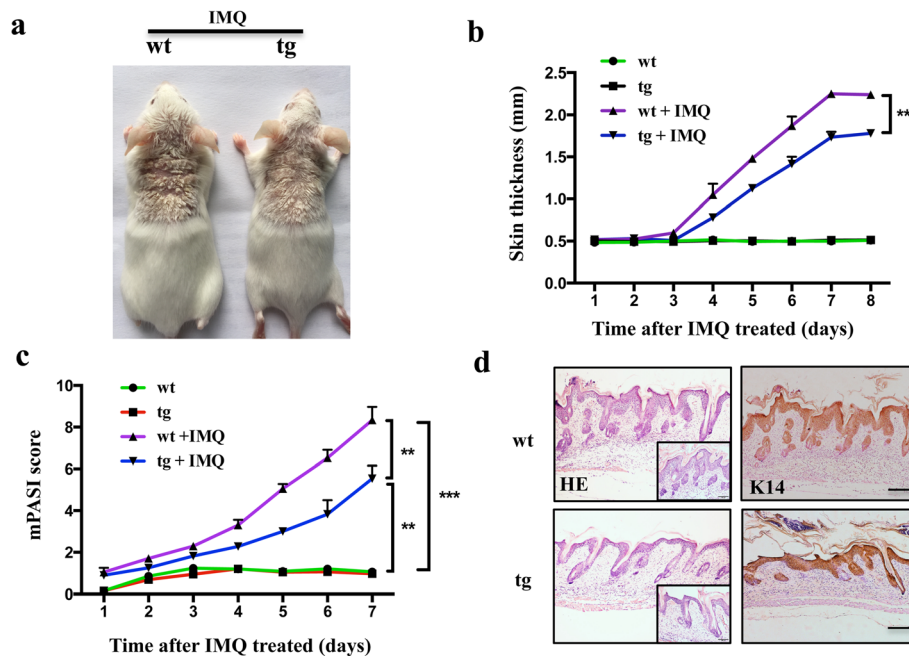 a
IMQ
wt tg
b
wt
tg
wt + IMQ
tg + IMQ
Skin thickness (mm)
2.5
2.0
1.5
1.0
0.5
0.0
**
1 2 3 4 5 6 7 8
Time after IMQ treated (days)
c
wt
tg
wt +IMQ
tg + IMQ
mPASI score
10
8
6
4
2
0
**
**
***
1 2 3 4 5 6 7
Time after IMQ treated (days)
d
wt
HE
K14
tg